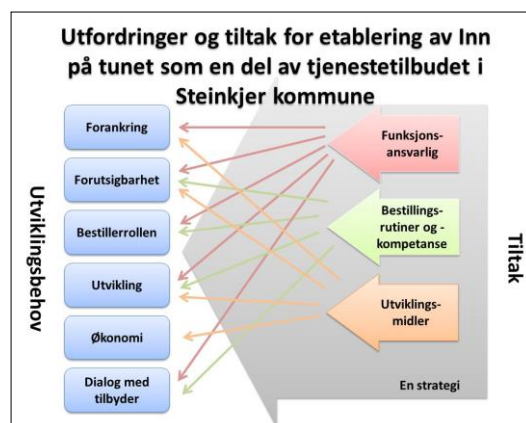 Utfordringer og tiltak for etablering av Inn
på tunet som en del av tjenestetilbudet i
Steinkjer kommune
Utviklingsbehov
Forankring
Forutsigbarhet
Bestillerrollen
Utvikling
Økonomi
Dialog med
tilbyder
Funksjons-
ansvarlig
Bestillings-
rutiner og -
kompetanse
Utviklings-
midler
Tiltak
En strategi